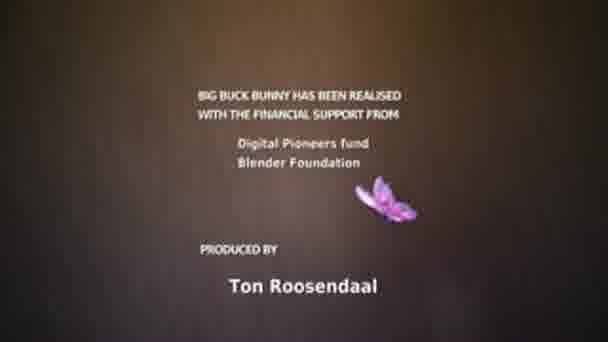 BIG BUCK BUNNY HAS BEEN REALISED
WITH THE FINANCIAL SUPPORT FROM
Digital Pioneers fund
Blender Foundation
PRODUCED BY
Ton Roosendaal